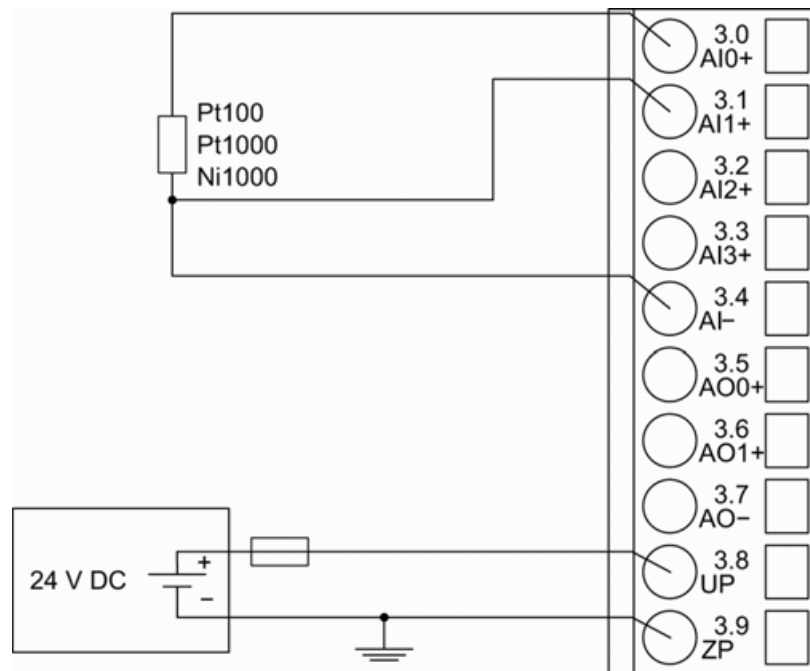 3.0
AI0+
3.1
AI1+
Pt100
Pt1000
Ni1000
3.2
AI2+
3.3
AI3+
3.4
AI−
3.5
AO0+
3.6
AO1+
3.7
AO−
24 V DC
+
−
3.8
UP
3.9
ZP